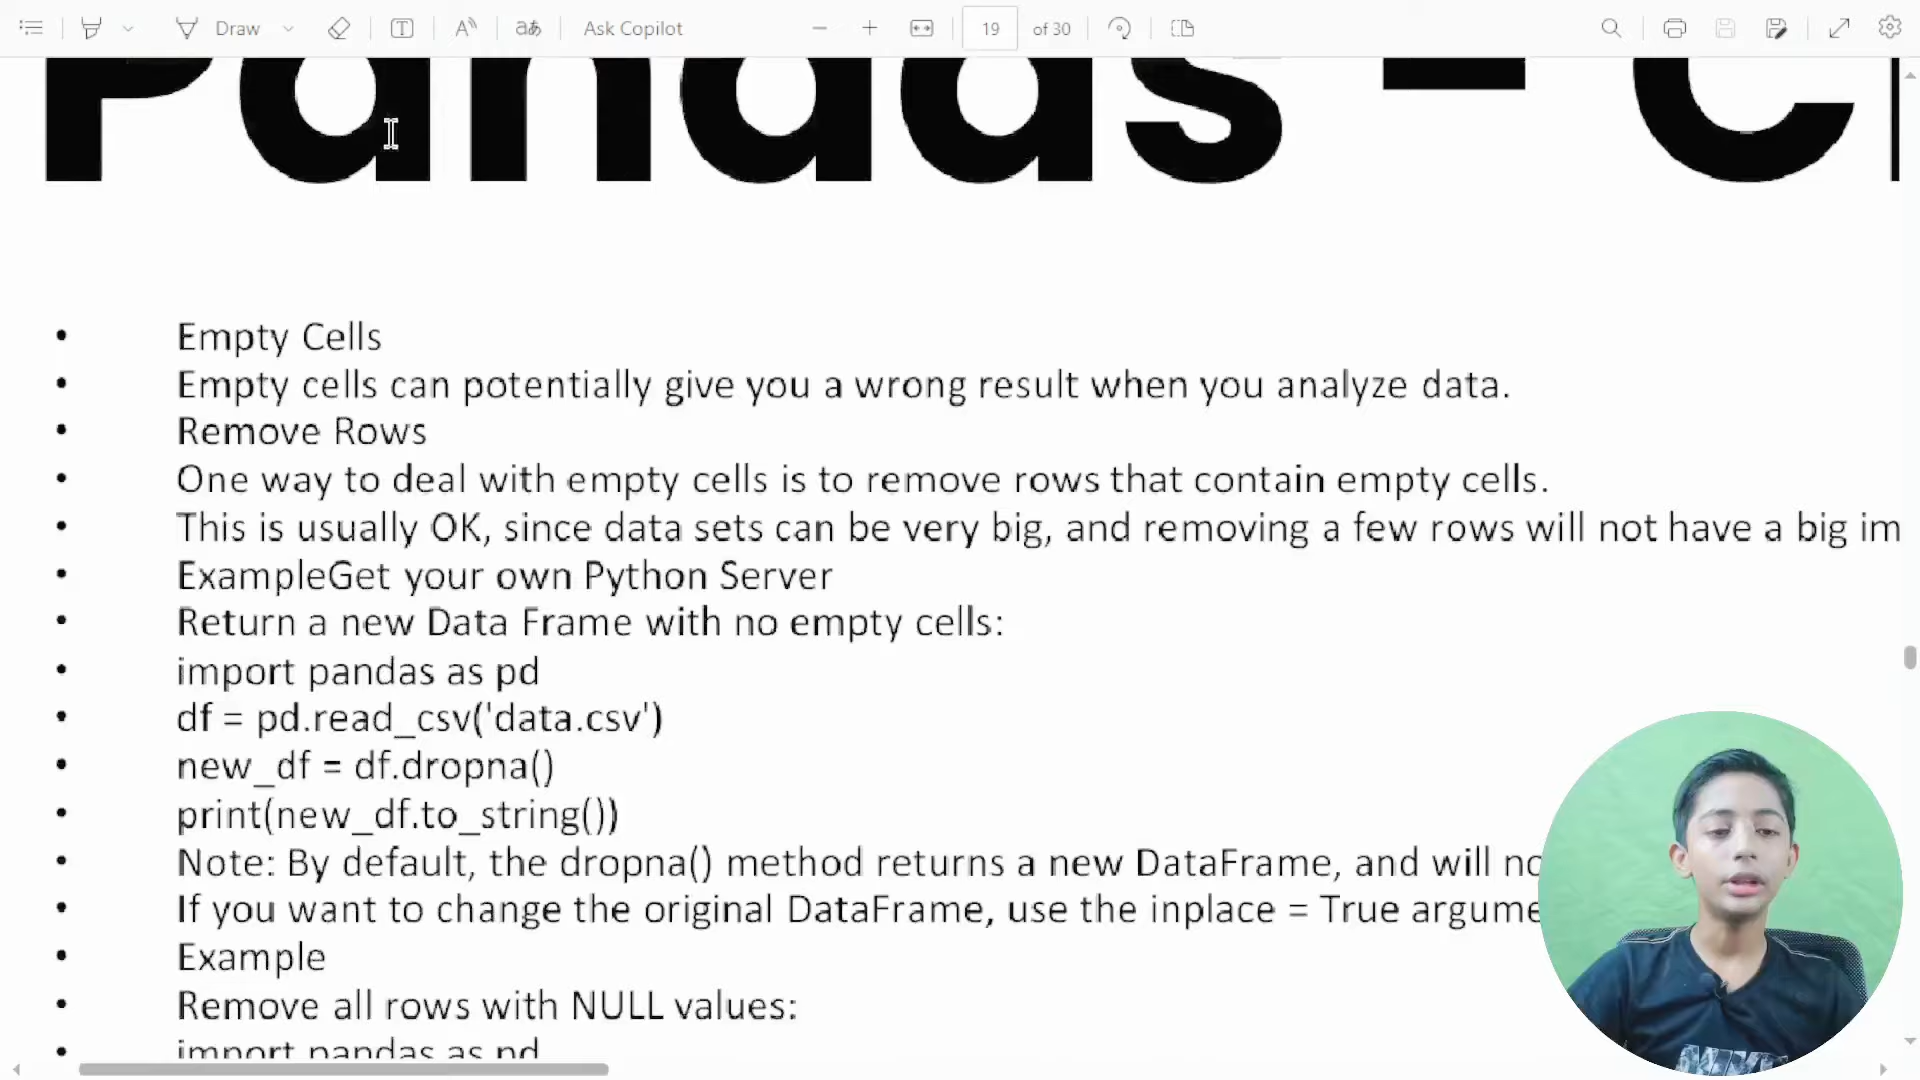 Draw
Ask Copilot
19 of 30
Pandas – Cl
• Empty Cells
• Empty cells can potentially give you a wrong result when you analyze data.
• Remove Rows
• One way to deal with empty cells is to remove rows that contain empty cells.
• This is usually OK, since data sets can be very big, and removing a few rows will not have a big im
• ExampleGet your own Python Server
• Return a new Data Frame with no empty cells:
• import pandas as pd
• df = pd.read_csv('data.csv')
• new_df = df.dropna()
• print(new_df.to_string())
• Note: By default, the dropna() method returns a new DataFrame, and will no
• If you want to change the original DataFrame, use the inplace = True argume
• Example
• Remove all rows with NULL values:
• import pandas as pd